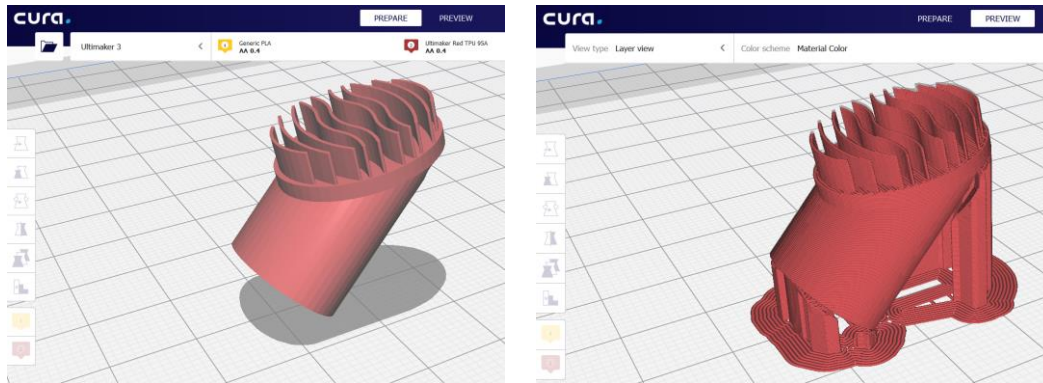 cura.
PREPARE PREVIEW
Ultimaker 3
Generic PLA
AA 0.4
Ultimaker Red TPU 95A
AA 0.4
cura.
PREPARE PREVIEW
View type Layer view
Color scheme Material Color